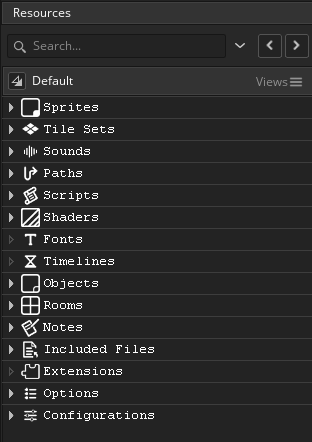 Resources
Search...
Default Views
Sprites
Tile Sets
Sounds
Paths
Scripts
Shaders
Fonts
Timelines
Objects
Rooms
Notes
Included Files
Extensions
Options
Configurations